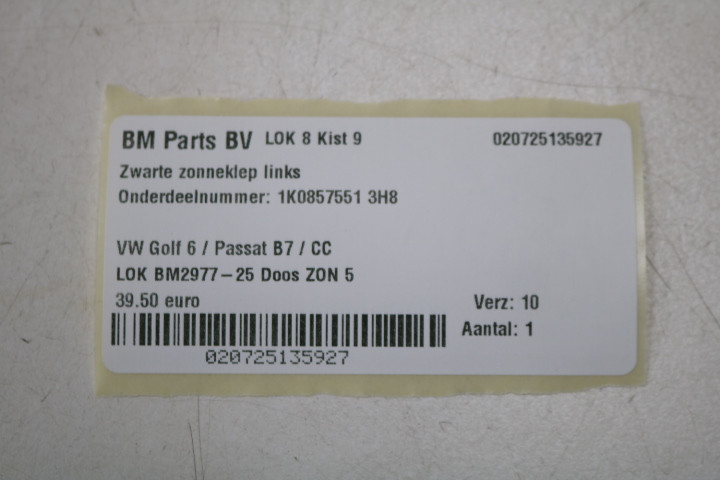 BM Parts BV LOK 8 Kist 9 020725135927
Zwarte zonneklep links
Onderdeelnummer: 1K0857551 3H8
VW Golf 6 / Passat B7 / CC
LOK BM2977-25 Doos ZON 5
39.50 euro Verz: 10
Aantal: 1
020725135927